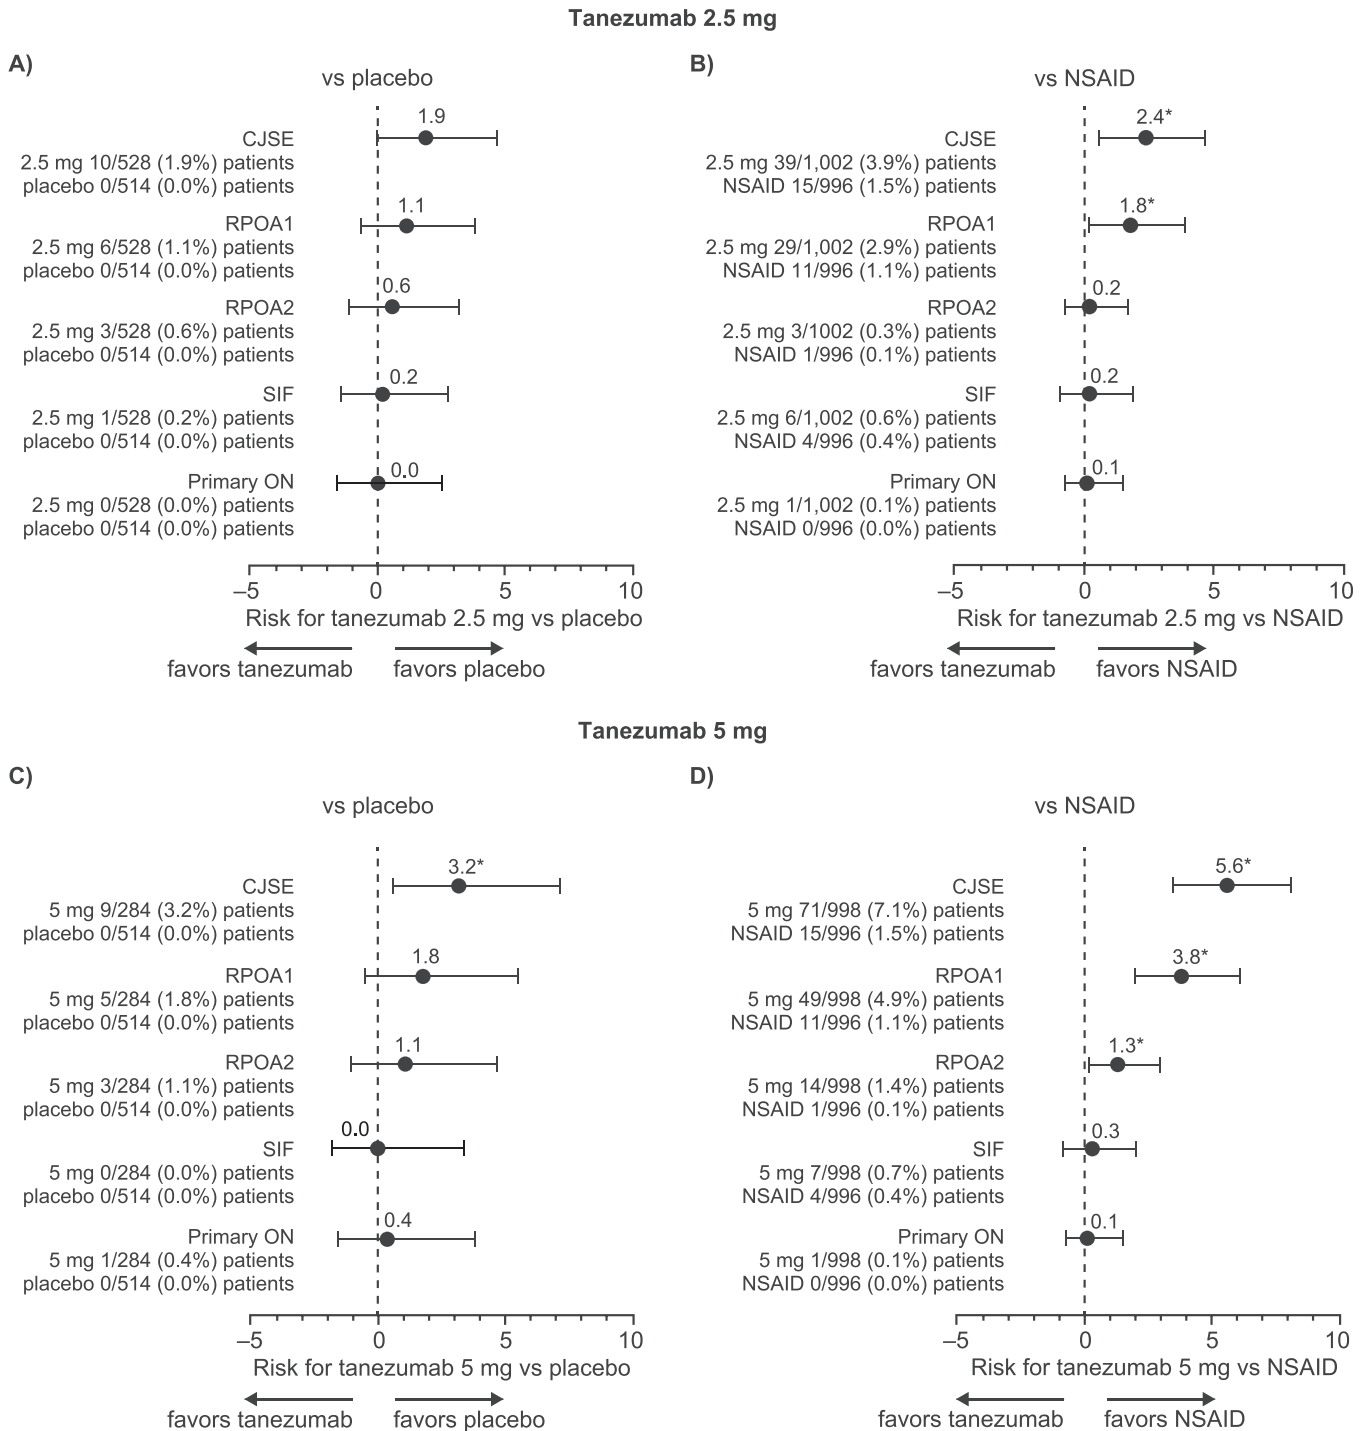 Tanezumab 2.5 mg
A)
vs placebo
CJSE
1.9
2.5 mg 10/528 (1.9%) patients
placebo 0/514 (0.0%) patients
RPOA1
1.1
2.5 mg 6/528 (1.1%) patients
placebo 0/514 (0.0%) patients
RPOA2
0.6
2.5 mg 3/528 (0.6%) patients
placebo 0/514 (0.0%) patients
SIF
0.2
2.5 mg 1/528 (0.2%) patients
placebo 0/514 (0.0%) patients
Primary ON
0.0
2.5 mg 0/528 (0.0%) patients
placebo 0/514 (0.0%) patients
–5 0 5 10
Risk for tanezumab 2.5 mg vs placebo
favors tanezumab favors placebo
B)
vs NSAID
CJSE
2.4*
2.5 mg 39/1,002 (3.9%) patients
NSAID 15/996 (1.5%) patients
RPOA1
1.8*
2.5 mg 29/1,002 (2.9%) patients
NSAID 11/996 (1.1%) patients
RPOA2
0.2
2.5 mg 3/1002 (0.3%) patients
NSAID 1/996 (0.1%) patients
SIF
0.2
2.5 mg 6/1,002 (0.6%) patients
NSAID 4/996 (0.4%) patients
Primary ON
0.1
2.5 mg 1/1,002 (0.1%) patients
NSAID 0/996 (0.0%) patients
–5 0 5 10
Risk for tanezumab 2.5 mg vs NSAID
favors tanezumab favors NSAID
Tanezumab 5 mg
C)
vs placebo
CJSE
3.2*
5 mg 9/284 (3.2%) patients
placebo 0/514 (0.0%) patients
RPOA1
1.8
5 mg 5/284 (1.8%) patients
placebo 0/514 (0.0%) patients
RPOA2
1.1
5 mg 3/284 (1.1%) patients
placebo 0/514 (0.0%) patients
SIF
0.0
5 mg 0/284 (0.0%) patients
placebo 0/514 (0.0%) patients
Primary ON
0.4
5 mg 1/284 (0.4%) patients
placebo 0/514 (0.0%) patients
–5 0 5 10
Risk for tanezumab 5 mg vs placebo
favors tanezumab favors placebo
D)
vs NSAID
CJSE
5.6*
5 mg 71/998 (7.1%) patients
NSAID 15/996 (1.5%) patients
RPOA1
3.8*
5 mg 49/998 (4.9%) patients
NSAID 11/996 (1.1%) patients
RPOA2
1.3*
5 mg 14/998 (1.4%) patients
NSAID 1/996 (0.1%) patients
SIF
0.3
5 mg 7/998 (0.7%) patients
NSAID 4/996 (0.4%) patients
Primary ON
0.1
5 mg 1/998 (0.1%) patients
NSAID 0/996 (0.0%) patients
–5 0 5 10
Risk for tanezumab 5 mg vs NSAID
favors tanezumab favors NSAID